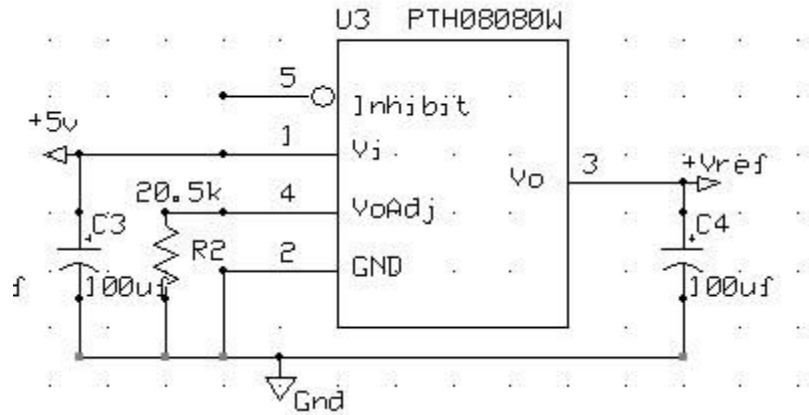 U3 PTH08080W
5
Inhibit
+5v
1
Vi
3
+Vref
Vo
20.5k
4
VoAdj
C3
R2
C4
2
GND
100uf
100uf
Gnd